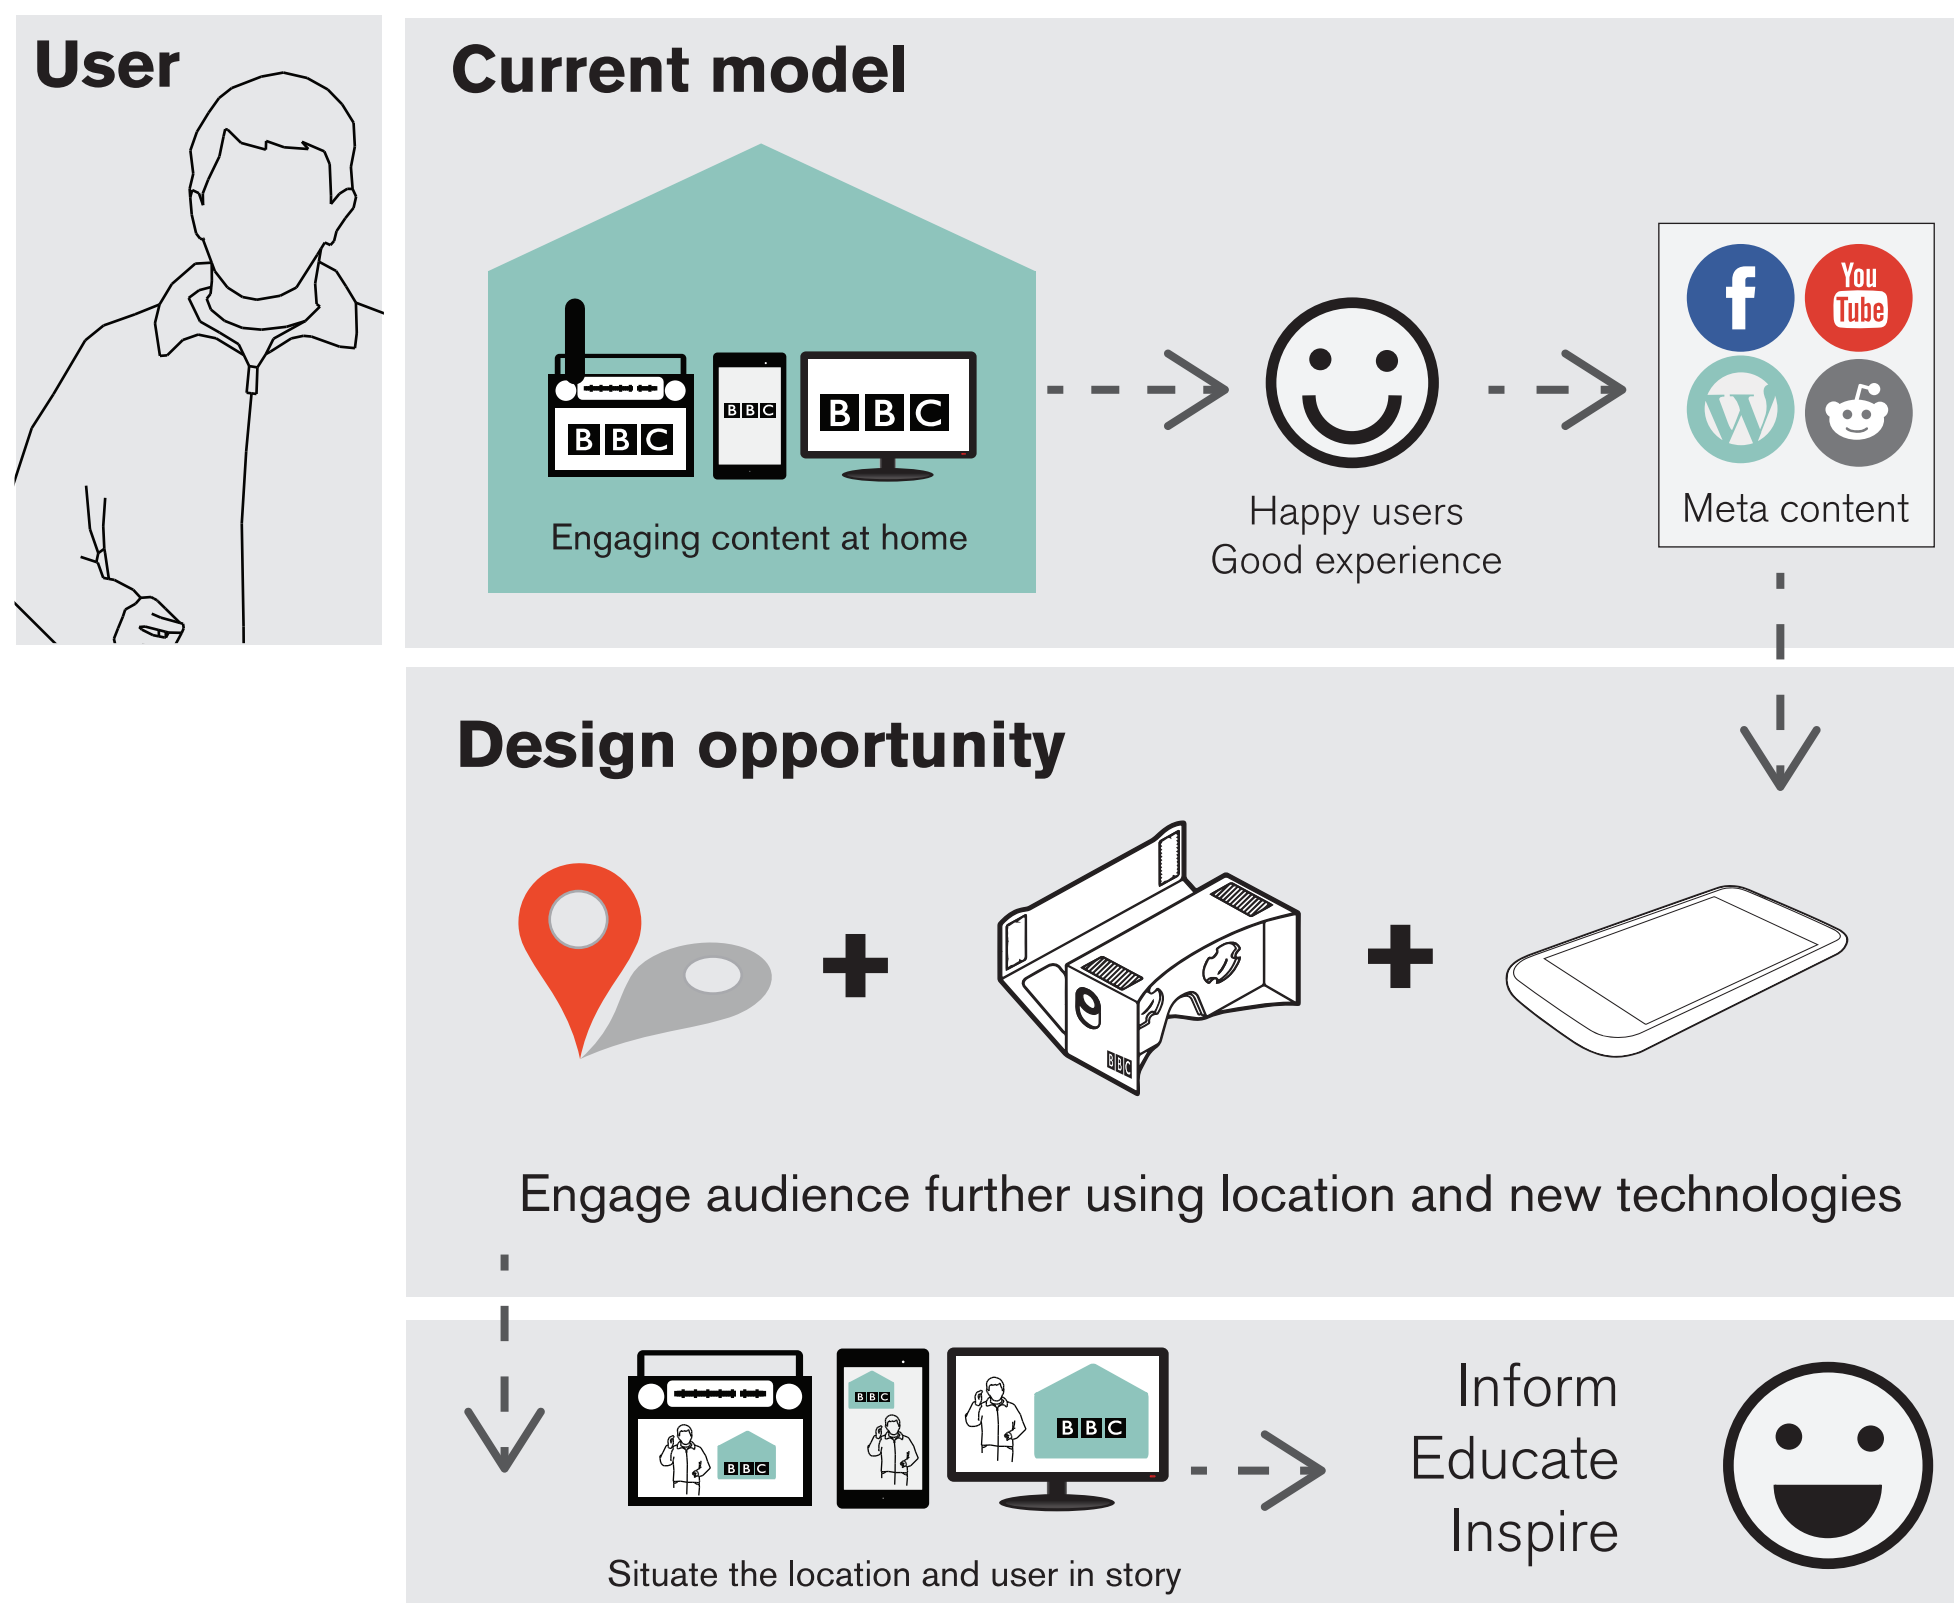 User
Current model
BBC
BBC
BBC
Engaging content at home
Happy users
Good experience
f
You
Tube
W
Meta content
Design opportunity
BBC
Engage audience further using location and new technologies
BBC
BBC
BBC
Situate the location and user in story
Inform
Educate
Inspire